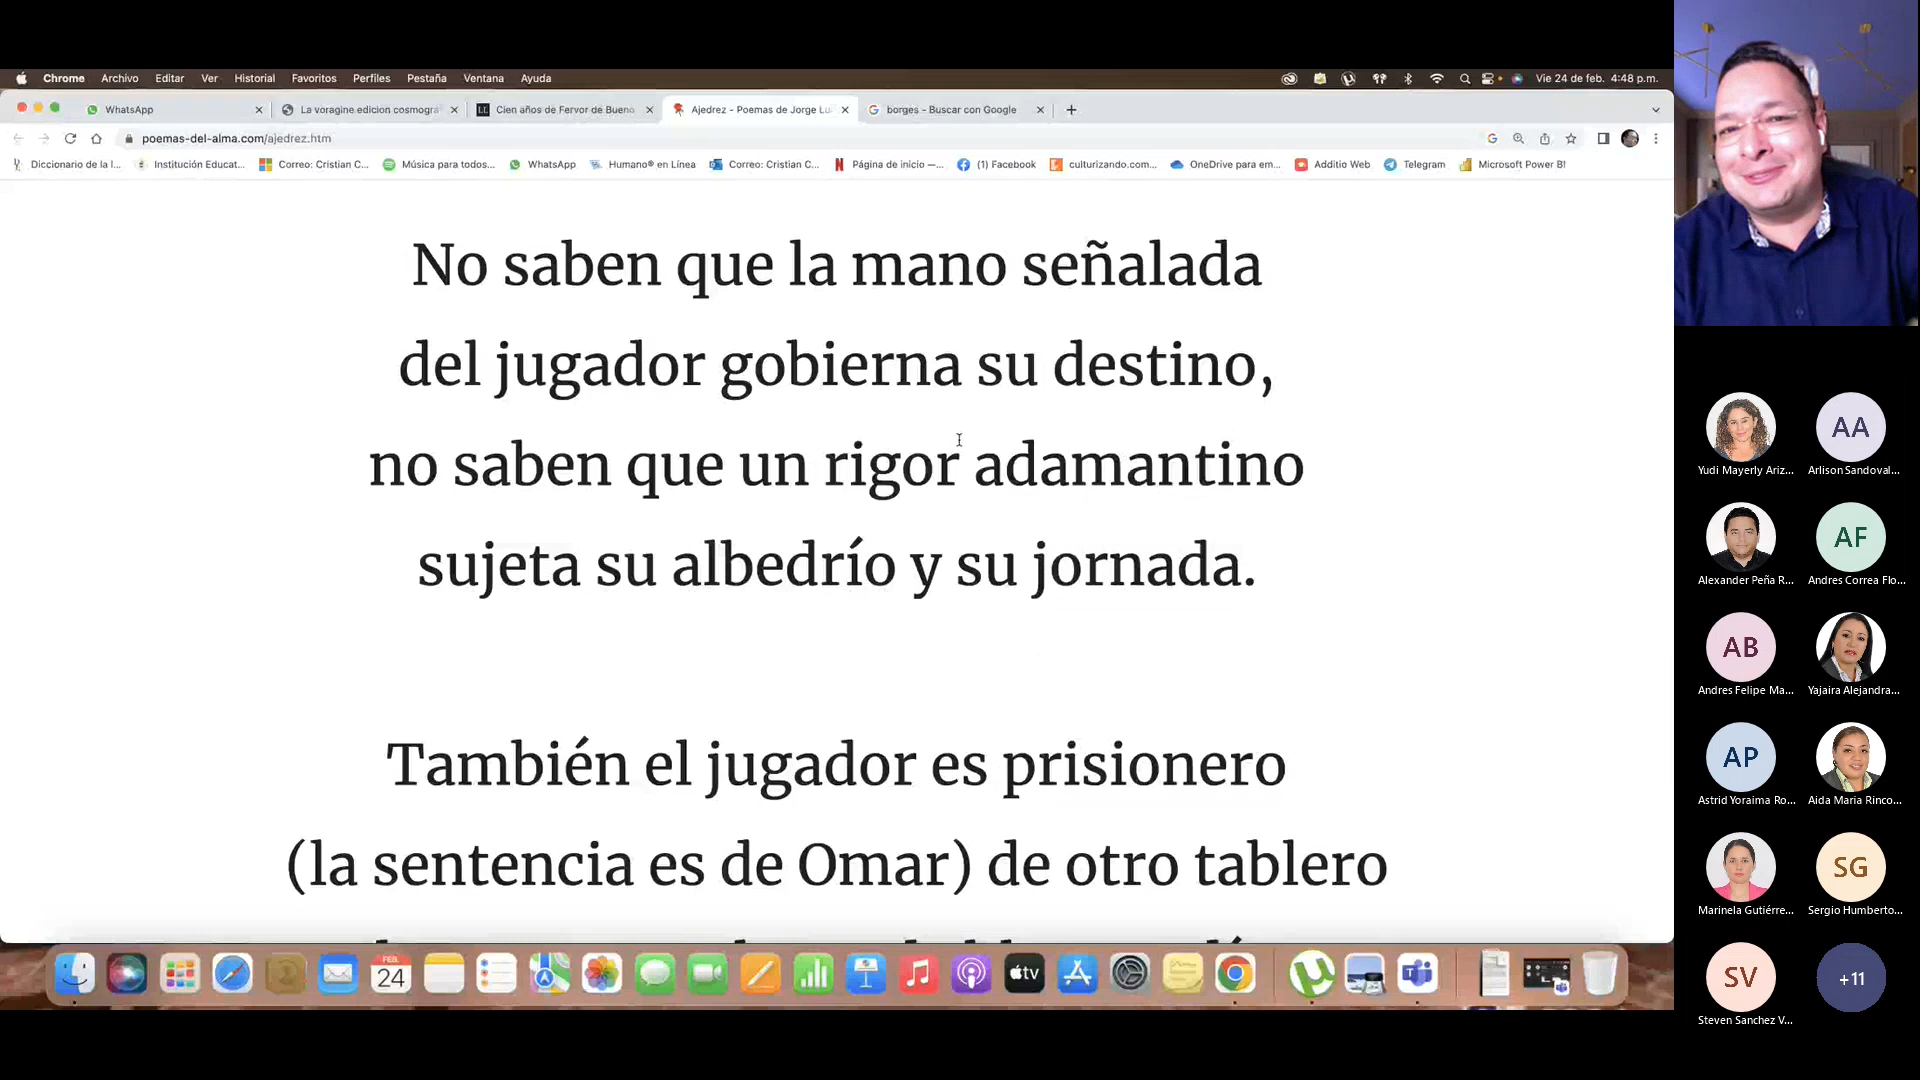 Chrome Archivo Editar Ver Historial Favoritos Perfiles Pestaña Ventana Ayuda
Vie 24 de feb. 4:48 p.m.
WhatsApp
La voragine edicion cosmogra
Cien años de Fervor de Bueno
Ajedrez - Poemas de Jorge Lu
borges - Buscar con Google
poemas-del-alma.com/ajedrez.htm
Diccionario de la l...
Institución Educat...
Correo: Cristian C...
Música para todos...
WhatsApp
Humano® en Línea
Correo: Cristian C...
Página de inicio —...
(1) Facebook
culturizando.com...
OneDrive para em...
Additio Web
Telegram
Microsoft Power BI
No saben que la mano señalada
del jugador gobierna su destino,
no saben que un rigor adamantino
sujeta su albedrío y su jornada.
También el jugador es prisionero
(la sentencia es de Omar) de otro tablero
FEB.
24
tv
Yudi Mayerly Ariz...
AA
Arlison Sandoval...
Alexander Peña R...
AF
Andres Correa Flo...
AB
Andres Felipe Ma...
Yajaira Alejandra...
AP
Astrid Yoraima Ro...
Aida Maria Rinco...
Marinela Gutiérre...
SG
Sergio Humberto...
SV
Steven Sanchez V...
+11